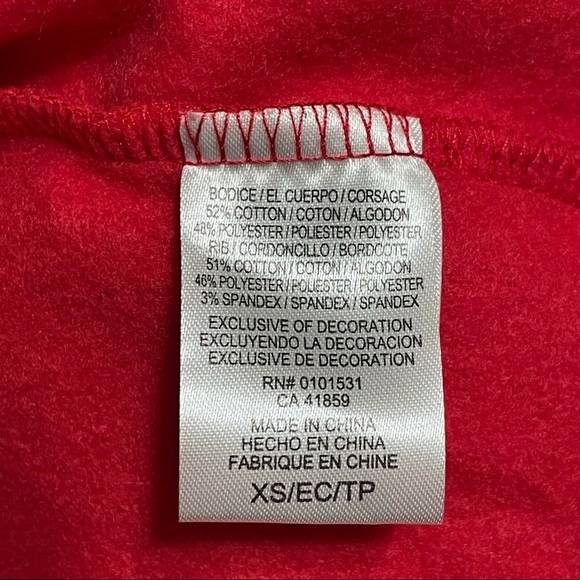 BODICE / EL CUERPO / CORSAGE
52% COTTON / COTON / ALGODON
48% POLYESTER / POLIESTER / POLYESTER
RIB / CORDONCILLO / BORDCOTE
51% COTTON / COTON / ALGODON
46% POLYESTER / POLIESTER / POLYESTER
3% SPANDEX / SPANDEX / SPANDEX
EXCLUSIVE OF DECORATION
EXCLUYENDO LA DECORACION
EXCLUSIVE DE DECORATION
RN# 0101531
CA 41859
MADE IN CHINA
HECHO EN CHINA
FABRIQUE EN CHINE
XS/EC/TP